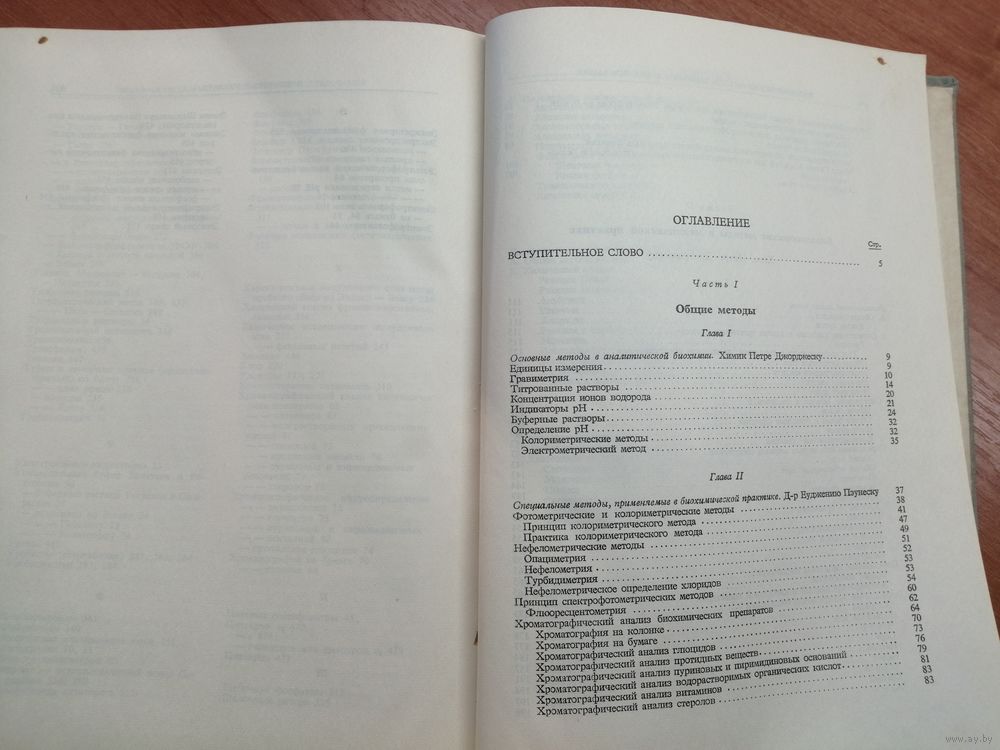 ОГЛАВЛЕНИЕ
Стр.
ВСТУПИТЕЛЬНОЕ СЛОВО 5
Часть I
Общие методы
Глава I
Основные методы в аналитической биохимии. Химик Петре Джорджеску 9
Единицы измерения 9
Гравиметрия 10
Титрованные растворы 14
Концентрация ионов водорода 20
Индикаторы pH 21
Буферные растворы 24
Определение pH 32
Колориметрические методы 32
Электрометрический метод 35
Глава II
Специальные методы, применяемые в биохимической практике. Д-р Еуджению Пэунеску 37
Фотометрические и колориметрические методы 38
Принцип колориметрического метода 41
Практика колориметрического метода 47
Нефелометрические методы 49
Опациметрия 51
Нефелометрия 52
Турбидиметрия 53
Нефелометрическое определение хлоридов 53
Принцип спектрофотометрических методов 54
Флюоресцентометрия 60
Хроматографический анализ биохимических препаратов 62
Хроматография на колонке 64
Хроматография на бумаге 70
Хроматографический анализ глюцидов 73
Хроматографический анализ протидных веществ 76
Хроматографический анализ пуриновых и пиримидиновых оснований 79
Хроматографический анализ водорастворимых органических кислот 81
Хроматографический анализ витаминов 83
Хроматографический анализ стеролов 83
www.ay.by